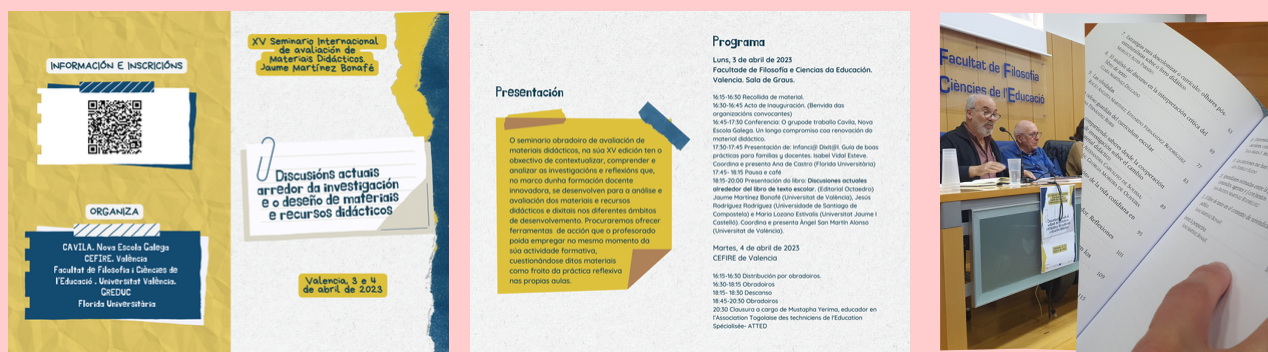 INFORMACIÓN E INSCRICIÓNS
ORGANIZA
CAVILA. Nova Escola Galega
CEFIRE. València
Facultat de Filosofia i Ciències de
l'Educació . Universitat València.
GREDUC
Florida Universitària
XV Seminario Internacional
de avaliación de
Materiais Didácticos.
Jaume Martínez Bonafé
Discusións actuais
arredor da investigación
e o deseño de materiais
e recursos didácticos
Valencia, 3 e 4
de abril de 2023
Presentación
O seminario obradoiro de avaliación de
materiais didácticos, na súa XV edición ten o
obxectivo de contextualizar, comprender e
analizar as investigacións e reflexións que,
no marco dunha formación docente
innovadora, se desenvolven para a análise e
avaliación dos materiais e recursos
didácticos e dixitais nos diferentes ámbitos
de desenvolvemento. Procuraremos ofrecer
ferramentas de acción que o profesorado
poida empregar no mesmo momento da
súa actividade formativa,
cuestionándose ditos materiais
como froito da práctica reflexiva
nas propias aulas.
Programa
Luns, 3 de abril de 2023
Facultade de Filosofía e Ciencias da Educación.
Valencia. Sala de Graus.
16:15-16:30 Recollida de material.
16:30-16:45 Acto de inauguración. (Benvida das
organizacións convocantes)
16:45-17:30 Conferencia: O grupode traballo Cavila, Nova
Escola Galega. Un longo compromiso coa renovación do
material didáctico.
17:30-17:45 Presentación de: Infanci@ Dixit@l. Guía de boas
prácticas para familias y docentes. Isabel Vidal Esteve.
Coordina e presenta Ana de Castro (Florida Universitària)
17:45- 18:15 Pausa e café
18:15-20:00 Presentación do libro: Discusiones actuales
alrededor del libro de texto escolar. (Editorial Octaedro)
Jaume Martínez Bonafé (Universitat de València), Jesús
Rodríguez Rodríguez (Universidade de Santiago de
Compostela) e María Lozano Estivalis (Universitat Jaume I
Castelló). Coordina e presenta Ángel San Martín Alonso
(Universitat de València).
Martes, 4 de abril de 2023
CEFIRE de Valencia
16:15-16:30 Distribución por obradoiros.
16:30-18:15 Obradoiros
18:15- 18:30 Descanso
18:45-20:30 Obradoiros
20:30 Clausura a cargo de Mustapha Yerima, educador en
l'Association Togolaise des techniciens de l'Education
Spécialisée- ATTED
Facultat de Filosofia
i Ciències de l'Educació